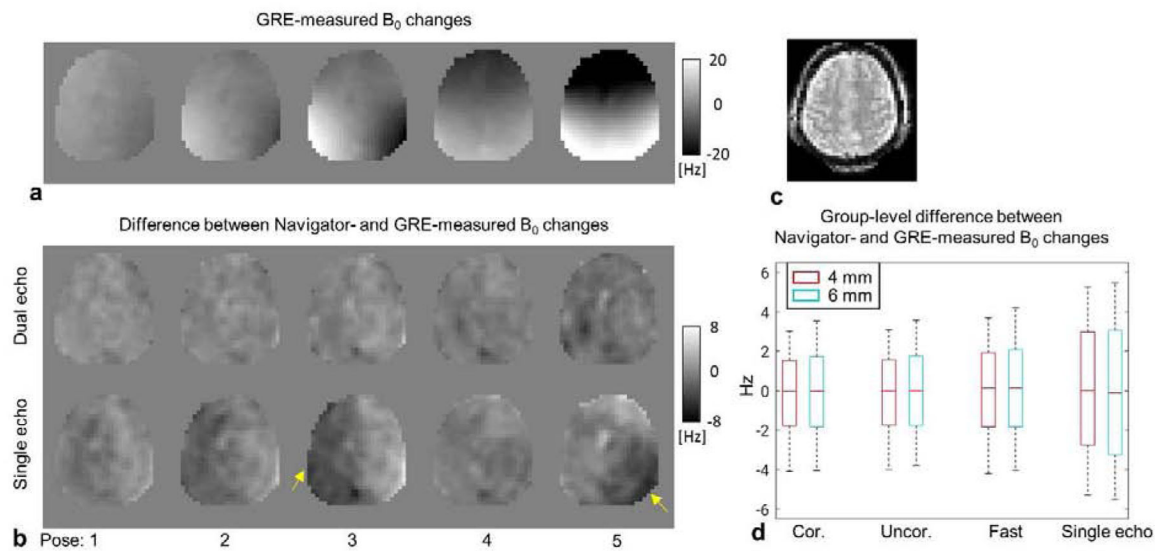 GRE-measured B₀ changes
20
0
-20
[Hz]
a
c
Difference between Navigator- and GRE-measured B₀ changes
Dual echo
Single echo
8
0
-8
[Hz]
b Pose: 1 2 3 4 5
Group-level difference between
Navigator- and GRE-measured B₀ changes
4 mm
6 mm
6
4
2
0
-2
-4
-6
Hz
d Cor. Uncor. Fast Single echo